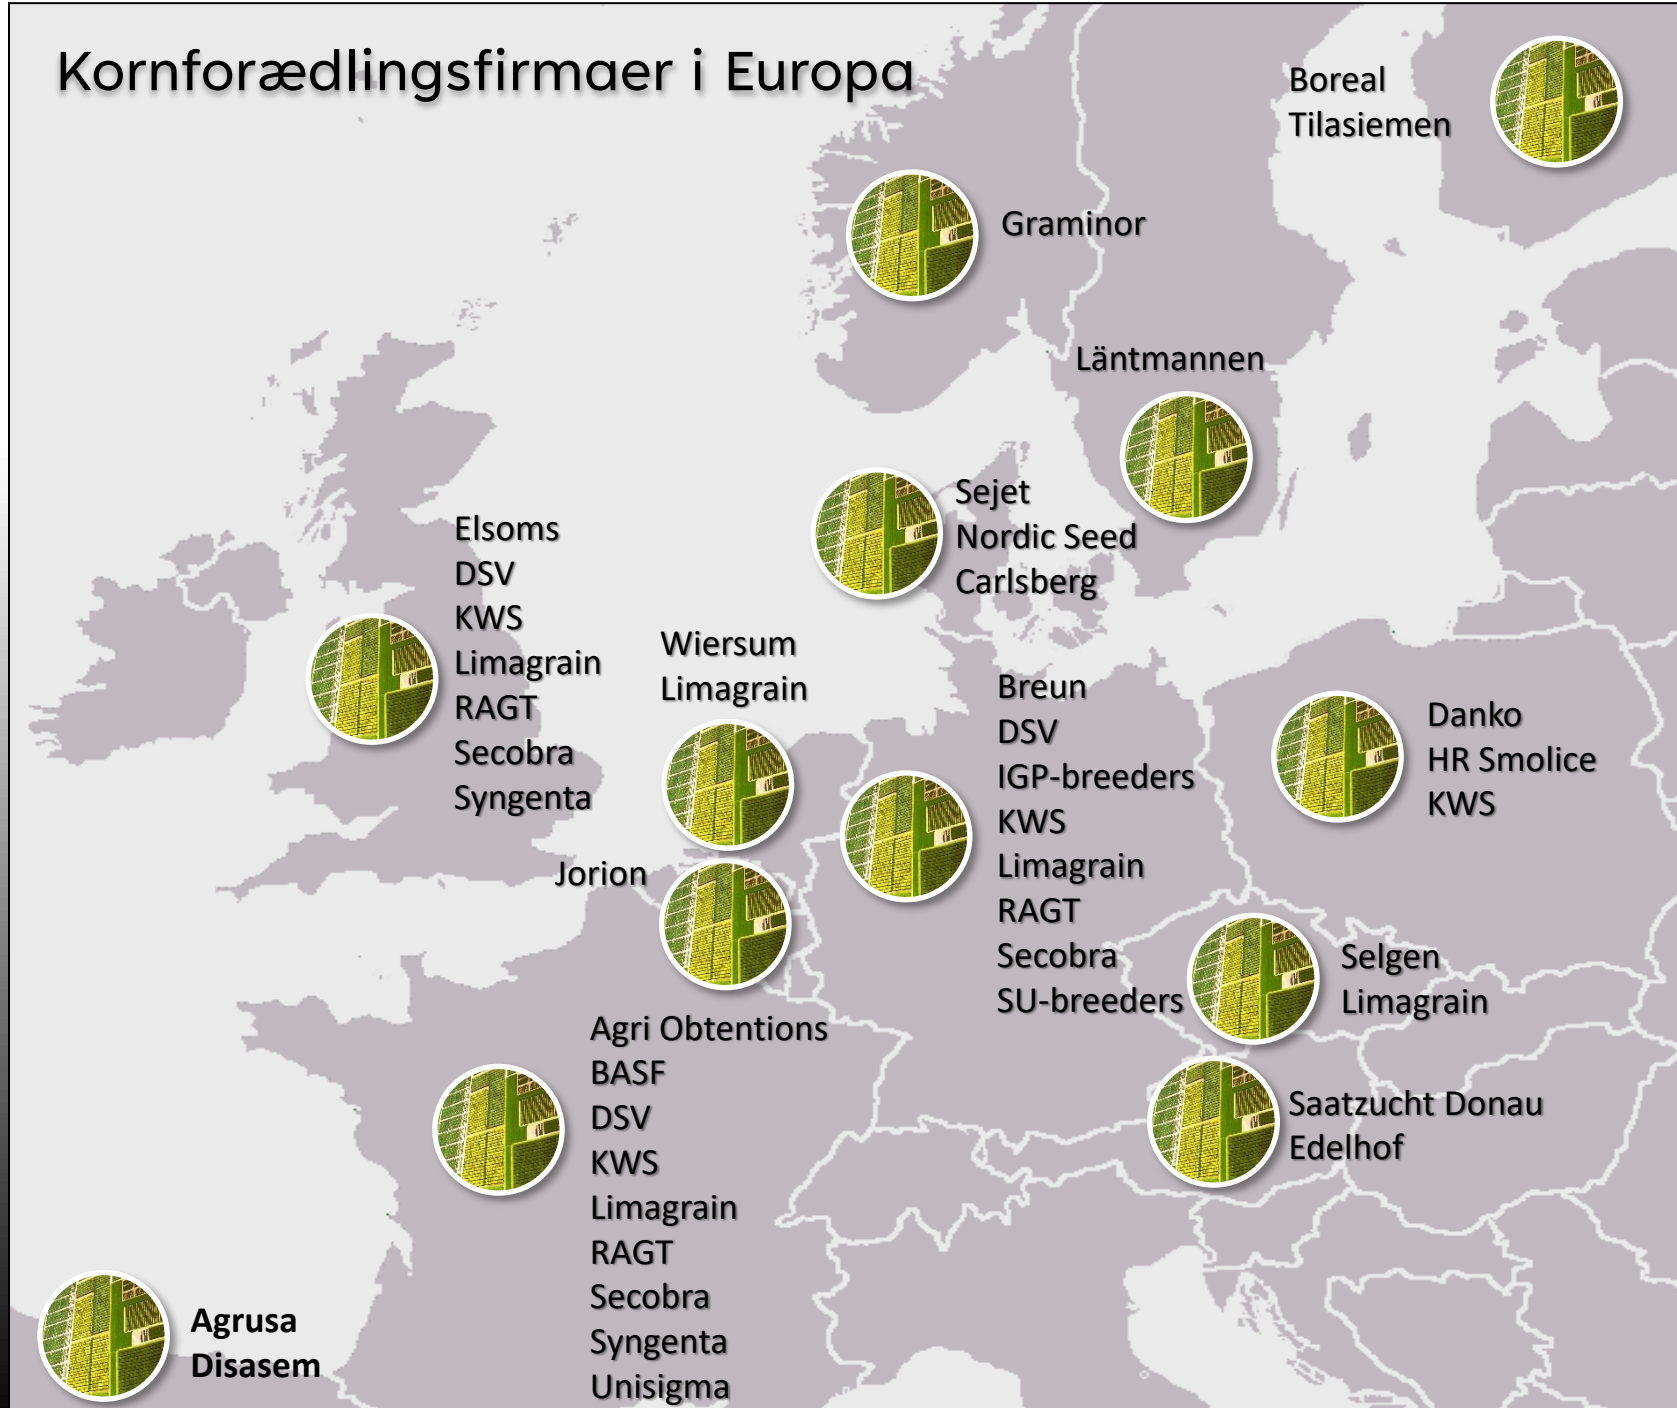 Kornforædlingsfirmaer i Europa
Boreal
Tilasiemen
Graminor
Läntmannen
Sejet
Nordic Seed
Carlsberg
Elsoms
DSV
KWS
Limagrain
RAGT
Secobra
Syngenta
Wiersum
Limagrain
Jorion
Breun
DSV
IGP-breeders
KWS
Limagrain
RAGT
Secobra
SU-breeders
Danko
HR Smolice
KWS
Selgen
Limagrain
Saatzucht Donau
Edelhof
Agri Obtentions
BASF
DSV
KWS
Limagrain
RAGT
Secobra
Syngenta
Unisigma
Agrusa
Disasem